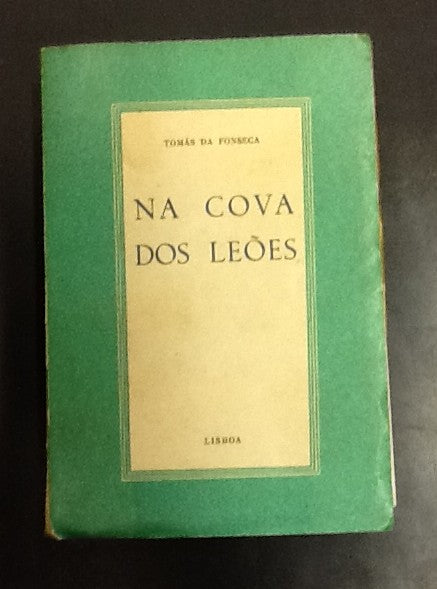 TOMÁS DA FONSECA
NA COVA
DOS LEÕES
LISBOA